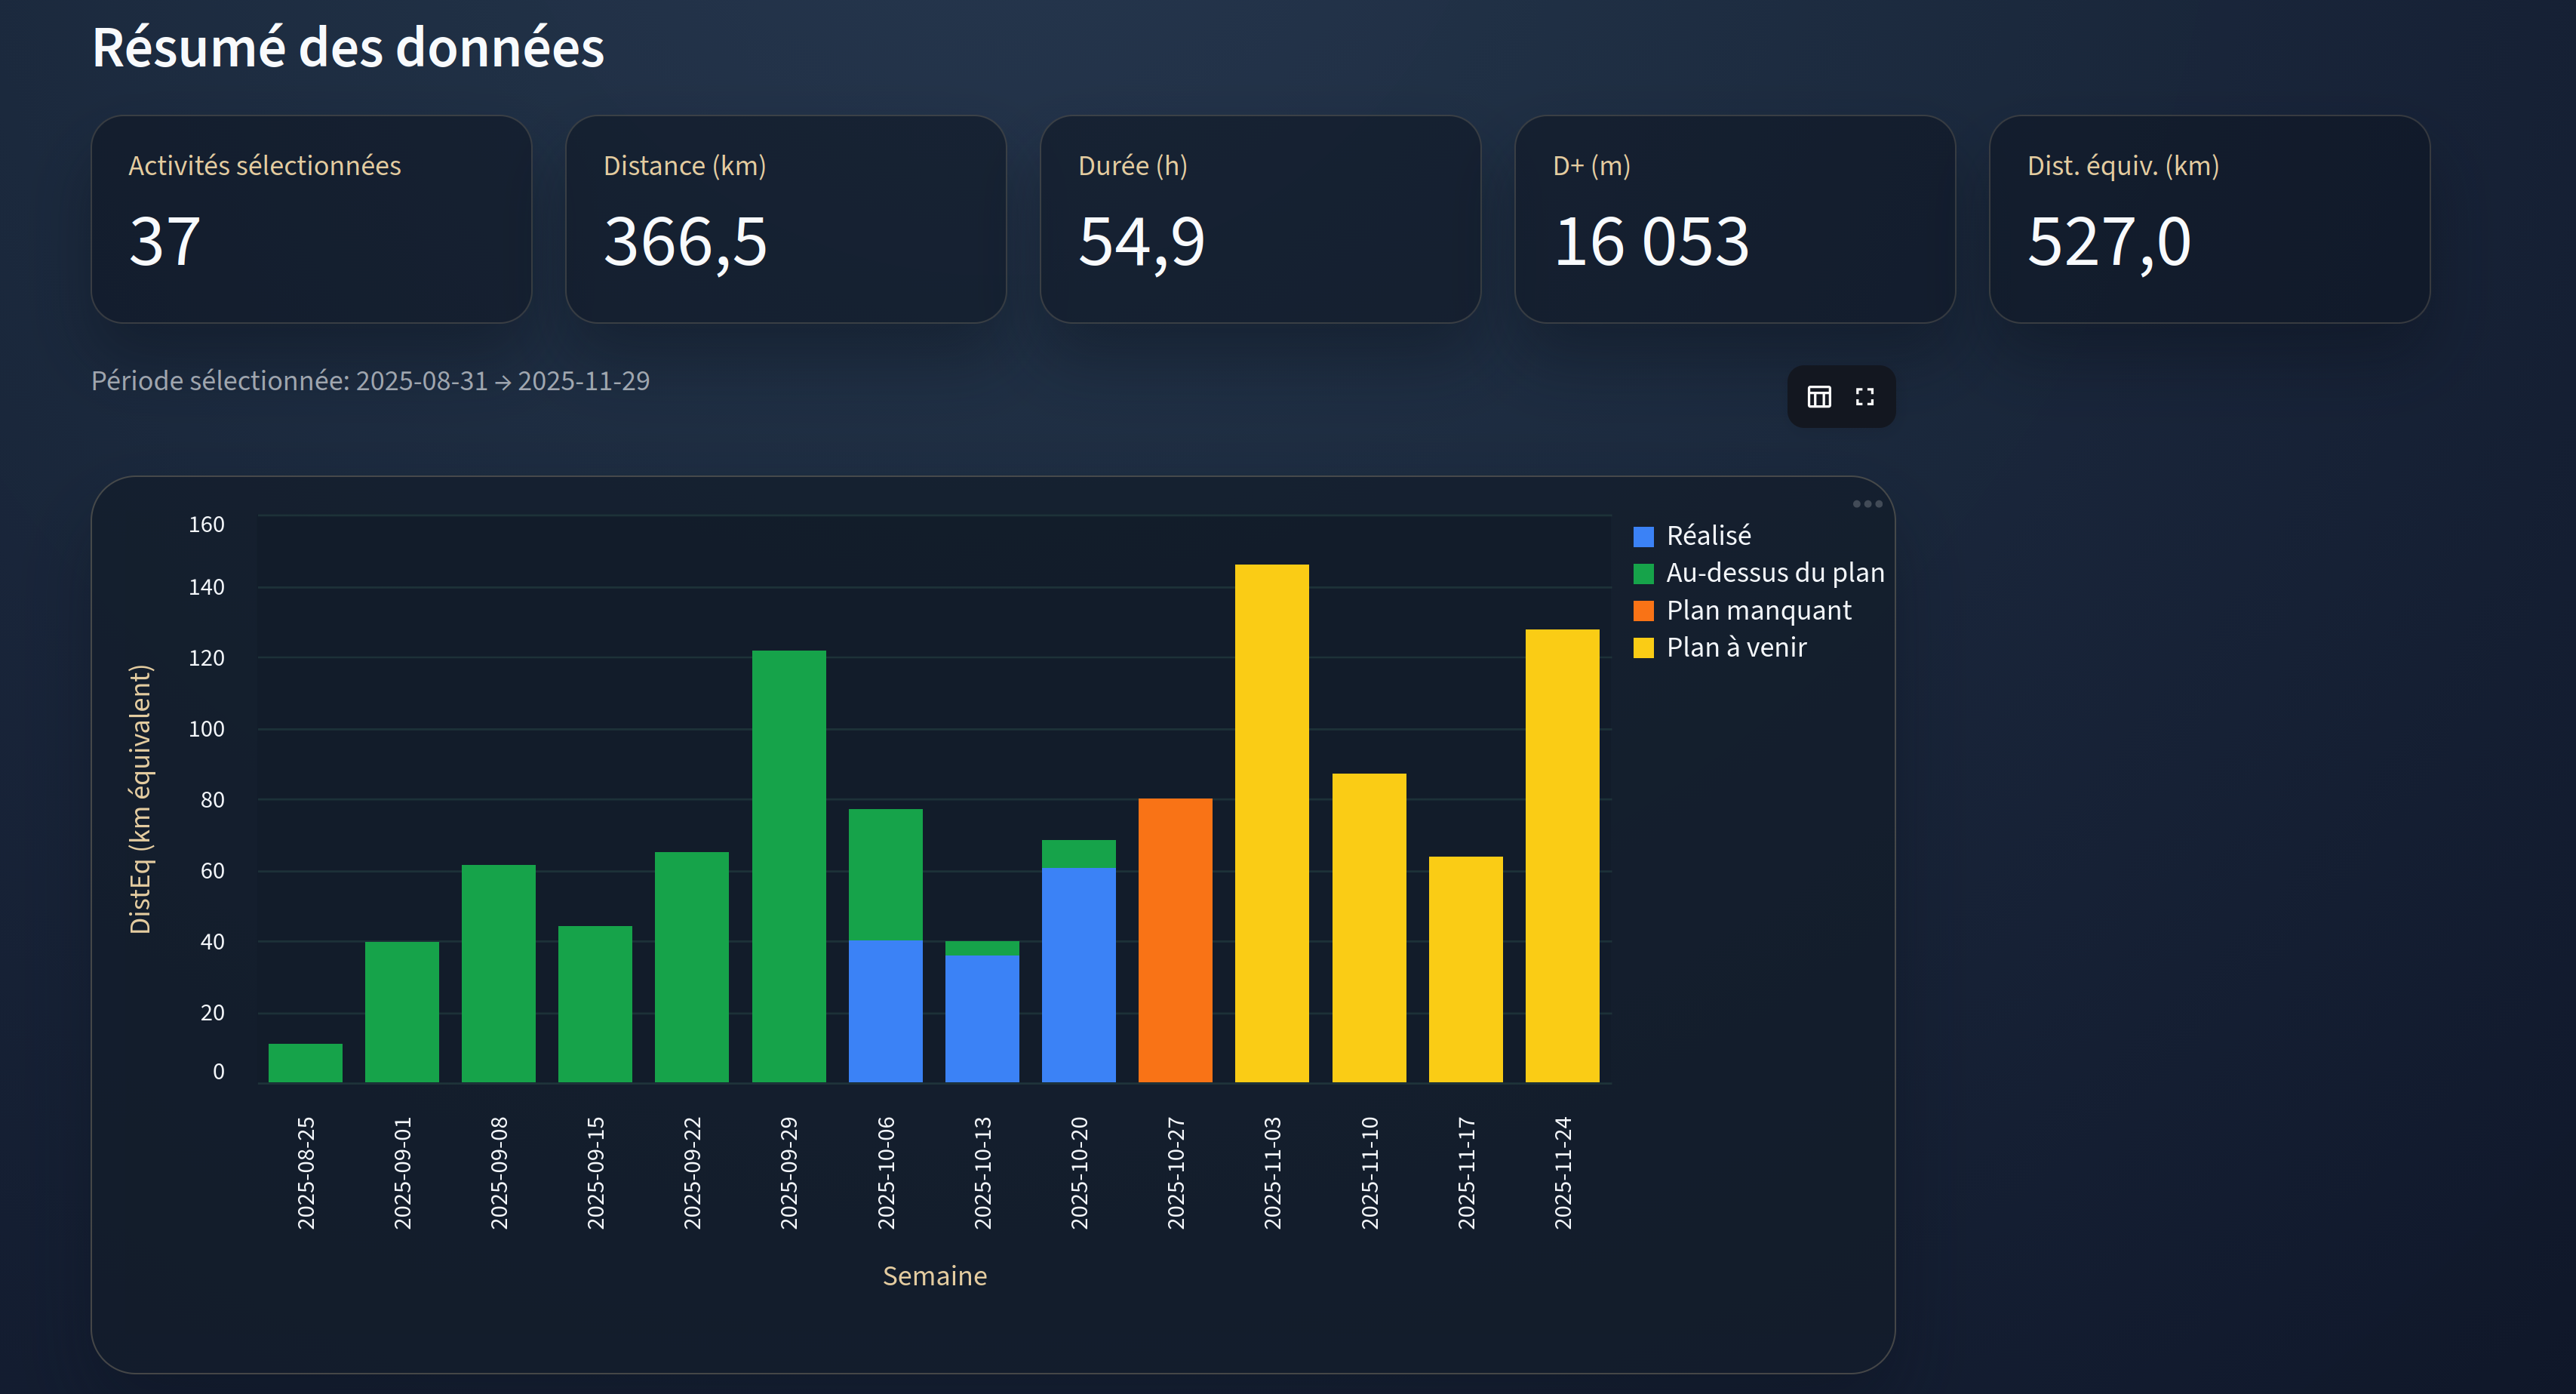 Résumé des données
Activités sélectionnées
37
Distance (km)
366,5
Durée (h)
54,9
D+ (m)
16 053
Dist. équiv. (km)
527,0
Période sélectionnée: 2025-08-31 → 2025-11-29
160
140
120
100
80
60
40
20
0
DistEq (km équivalent)
Réalisé
Au-dessus du plan
Plan manquant
Plan à venir
2025-08-25
2025-09-01
2025-09-08
2025-09-15
2025-09-22
2025-09-29
2025-10-06
2025-10-13
2025-10-20
2025-10-27
2025-11-03
2025-11-10
2025-11-17
2025-11-24
Semaine